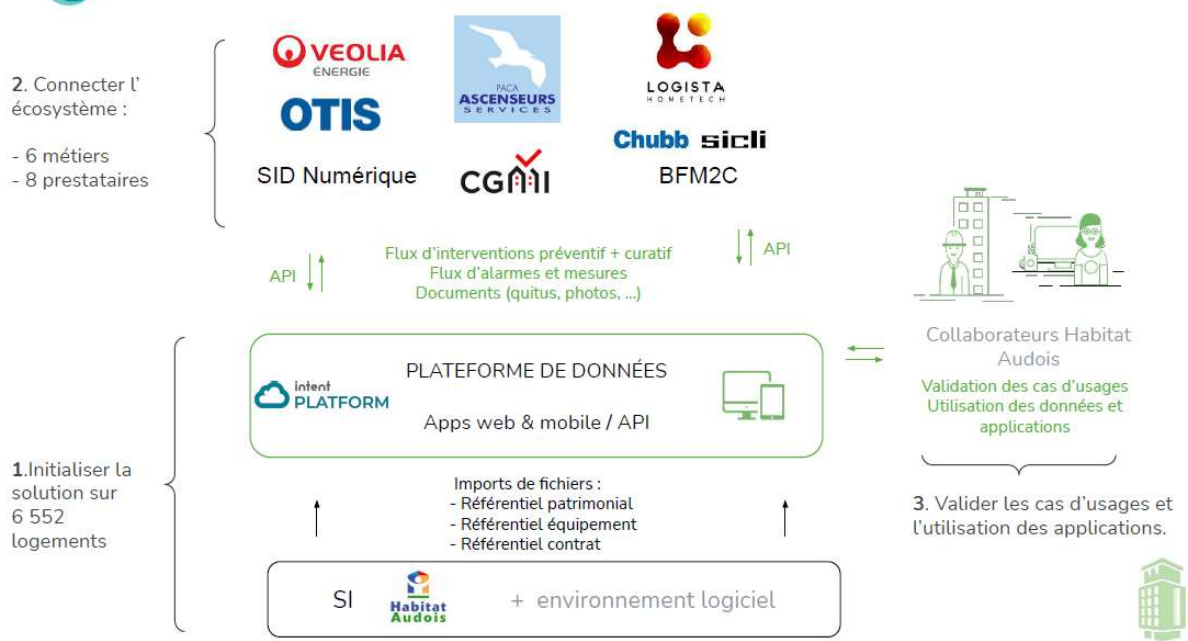 2. Connecter l'
écosystème :
- 6 métiers
- 8 prestataires
VEOLIA
ÉNERGIE
OTIS
SID Numérique
PACA
ASCENSEURS
SERVICES
CGMI
LOGISTA
HOMETECH
Chubb sicli
BFM2C
API
Flux d'interventions préventif + curatif
Flux d'alarmes et mesures
Documents (quitus, photos, ...)
API
Collaborateurs Habitat
Audois
Validation des cas d'usages
Utilisation des données et
applications
PLATEFORME DE DONNÉES
intent
PLATFORM
Apps web & mobile / API
1.Initialiser la
solution sur
6 552
logements
Imports de fichiers :
- Référentiel patrimonial
- Référentiel équipement
- Référentiel contrat
3. Valider les cas d'usages et
l'utilisation des applications.
SI
Habitat
Audois
+ environnement logiciel